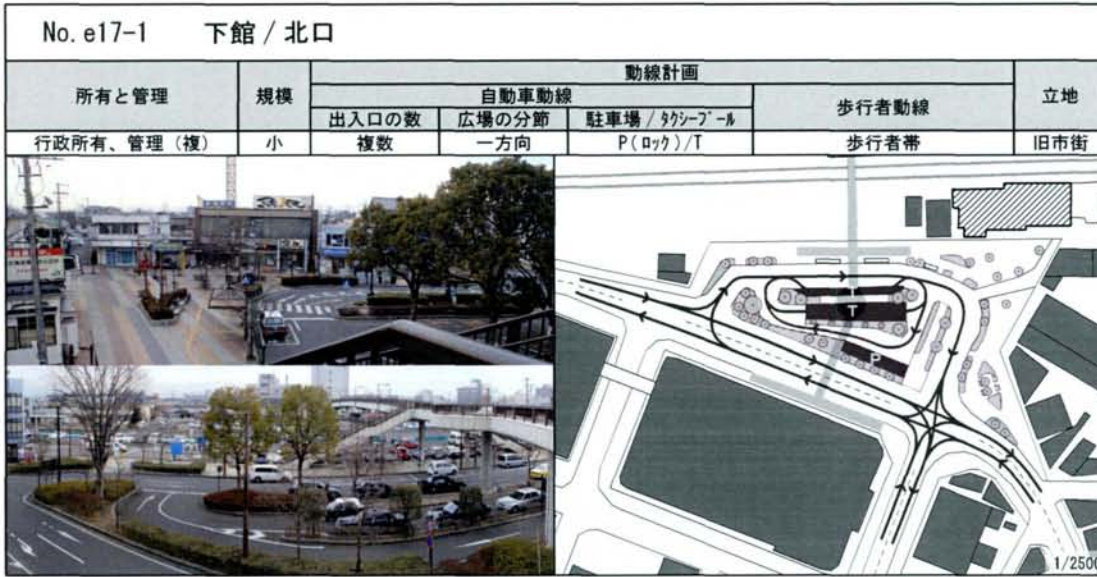 No. e17-1 下館 / 北口
所有と管理
規模
動線計画
自動車動線
出入口の数
広場の分節
駐車場 / タクシープール
歩行者動線
立地
行政所有、管理（複）
小
複数
一方向
P(ロック)/T
歩行者帯
旧市街
T
P
1/2500